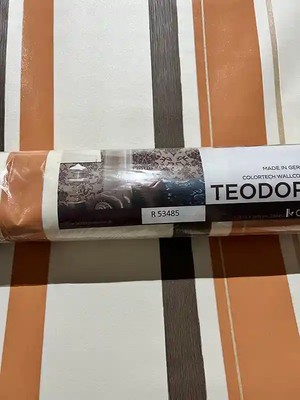 MADE IN GER
COLORTECH WALLCO
TEODOR
R 53485